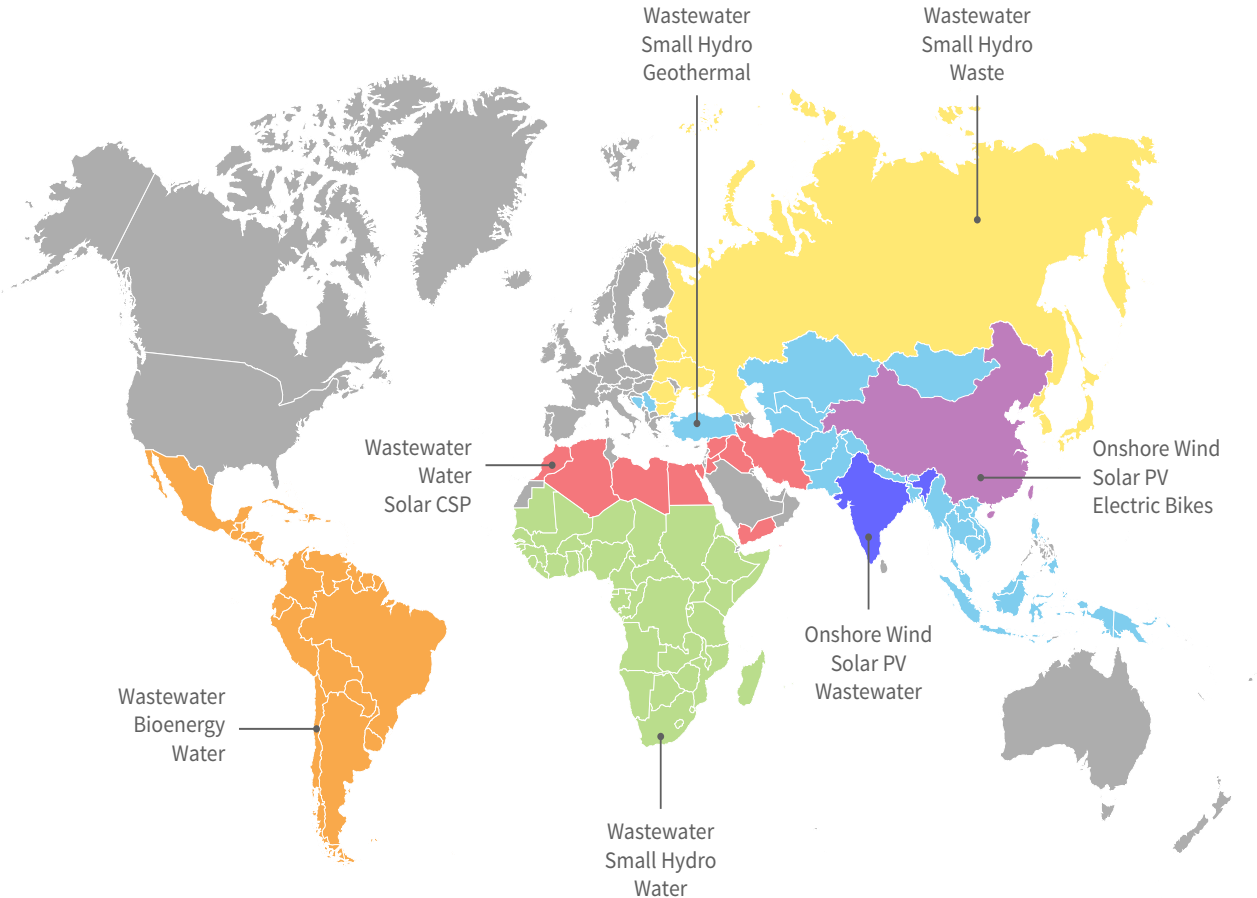 Wastewater
Small Hydro
Geothermal
Wastewater
Small Hydro
Waste
Wastewater
Water
Solar CSP
Onshore Wind
Solar PV
Electric Bikes
Onshore Wind
Solar PV
Wastewater
Wastewater
Bioenergy
Water
Wastewater
Small Hydro
Water